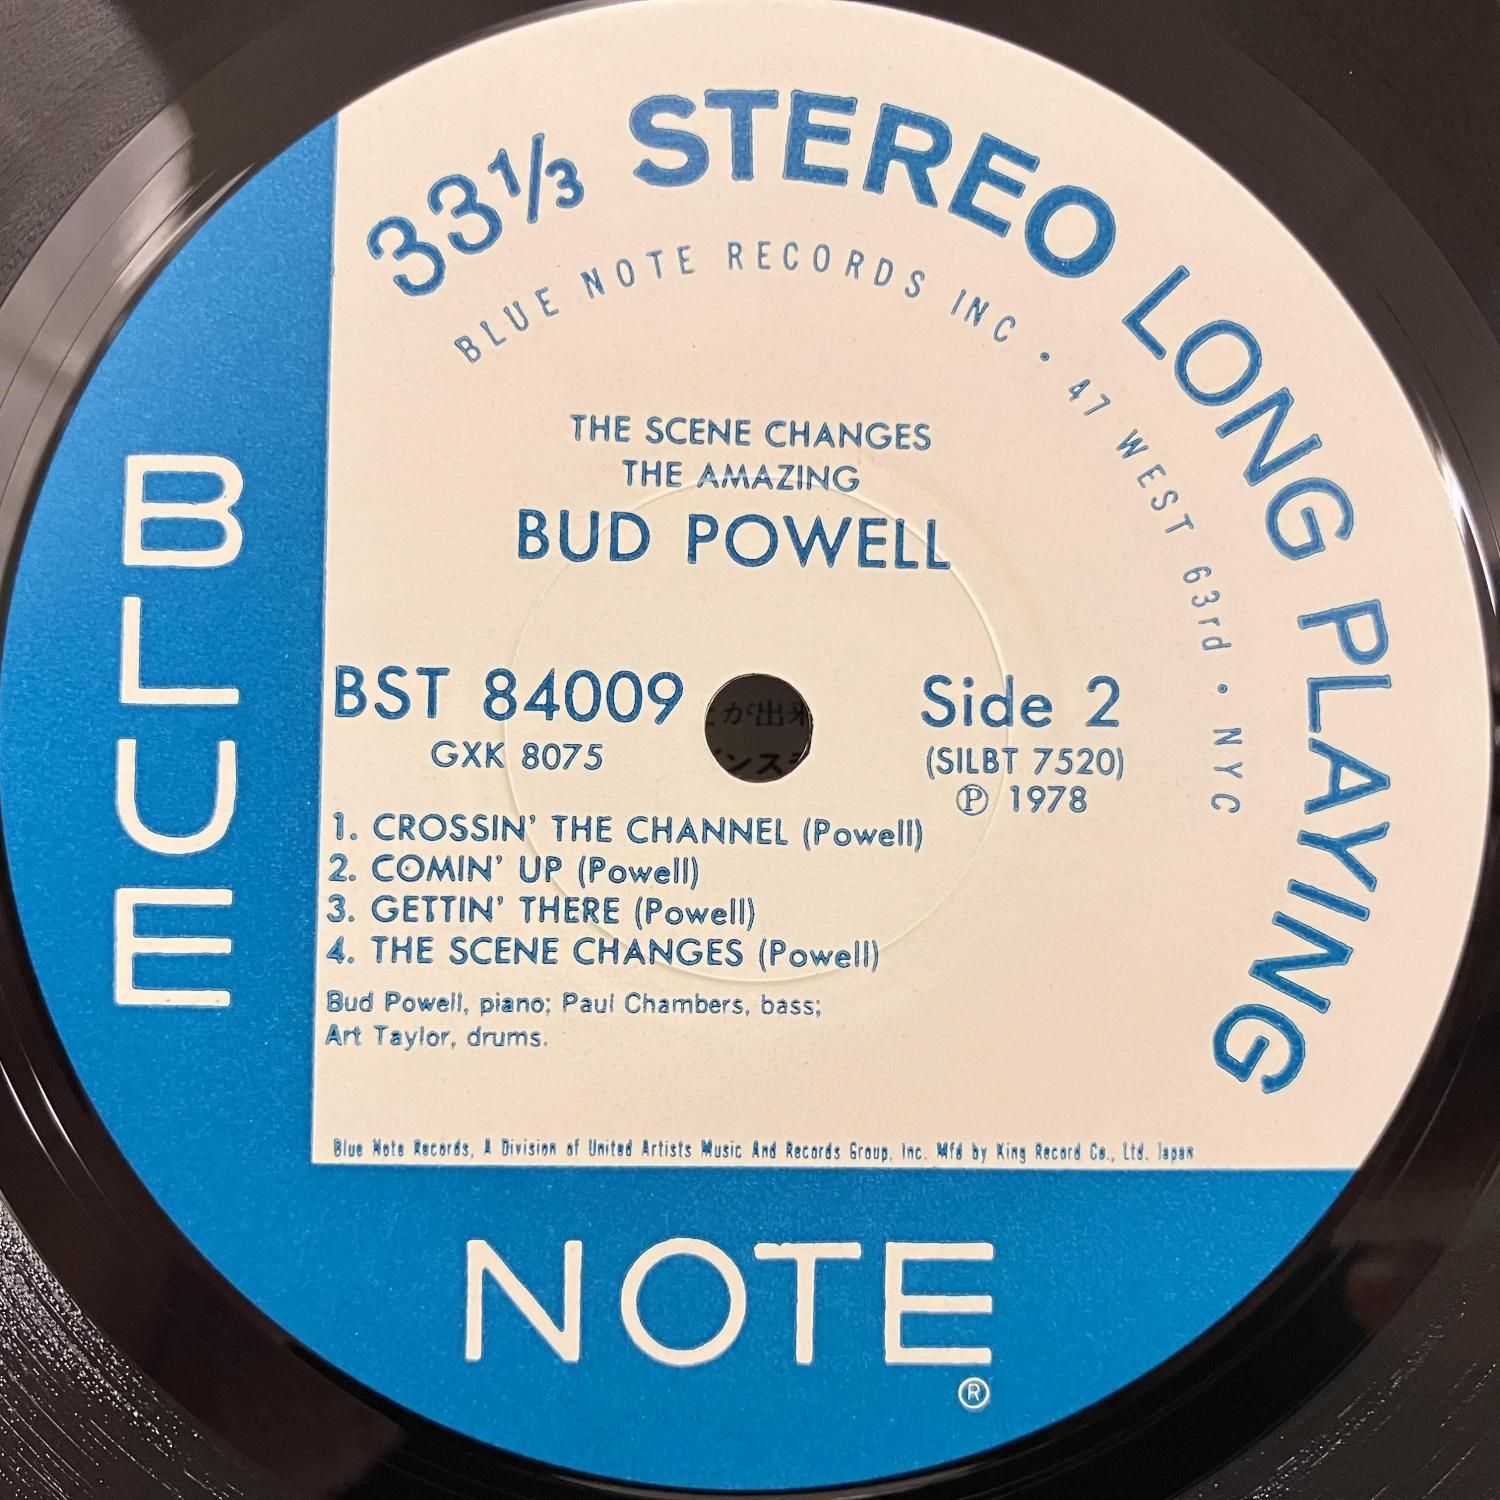 33⅓ STEREO LONG PLAYING
BLUE NOTE RECORDS INC • 47 WEST 63rd • NYC
THE SCENE CHANGES
THE AMAZING
BUD POWELL
BST 84009
GXK 8075
Side 2
(SILBT 7520)
Ⓟ 1978
1. CROSSIN' THE CHANNEL (Powell)
2. COMIN' UP (Powell)
3. GETTIN' THERE (Powell)
4. THE SCENE CHANGES (Powell)
Bud Powell, piano; Paul Chambers, bass;
Art Taylor, drums.
Blue Note Records, A Division of United Artists Music And Records Group, Inc. Mfd by King Record Co., Ltd. Japan
BLUE
NOTE
®